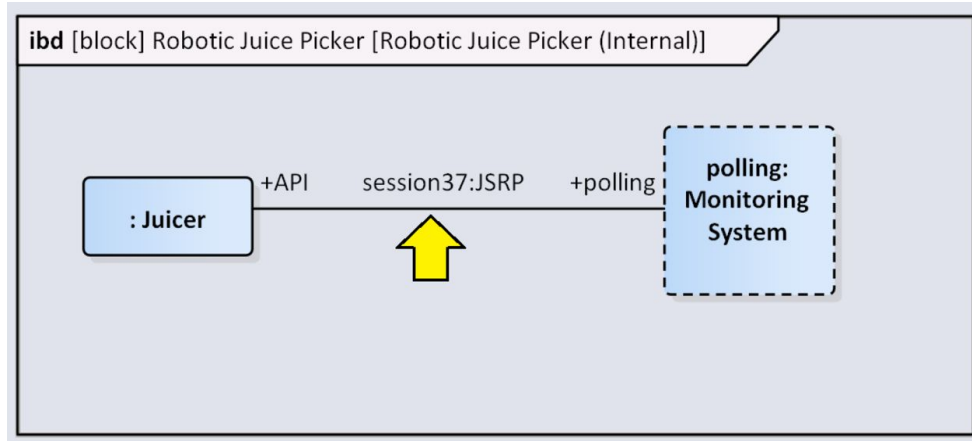 ibd [block] Robotic Juice Picker [Robotic Juice Picker (Internal)]
+API
session37:JSRP
+polling
: Juicer
polling:
Monitoring
System